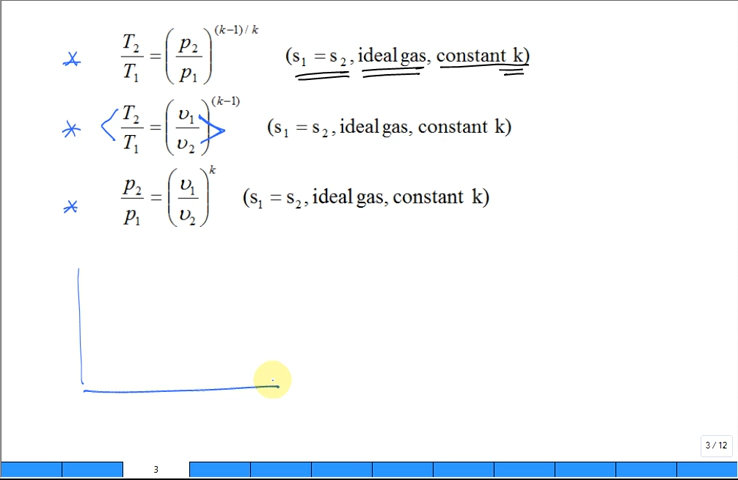 * T₂/T₁ = (p₂/p₁)^(k−1)/k (s₁ = s₂, ideal gas, constant k)
* T₂/T₁ = (υ₁/υ₂)^(k−1) (s₁ = s₂, ideal gas, constant k)
* p₂/p₁ = (υ₁/υ₂)^k (s₁ = s₂, ideal gas, constant k)
3 / 12
3